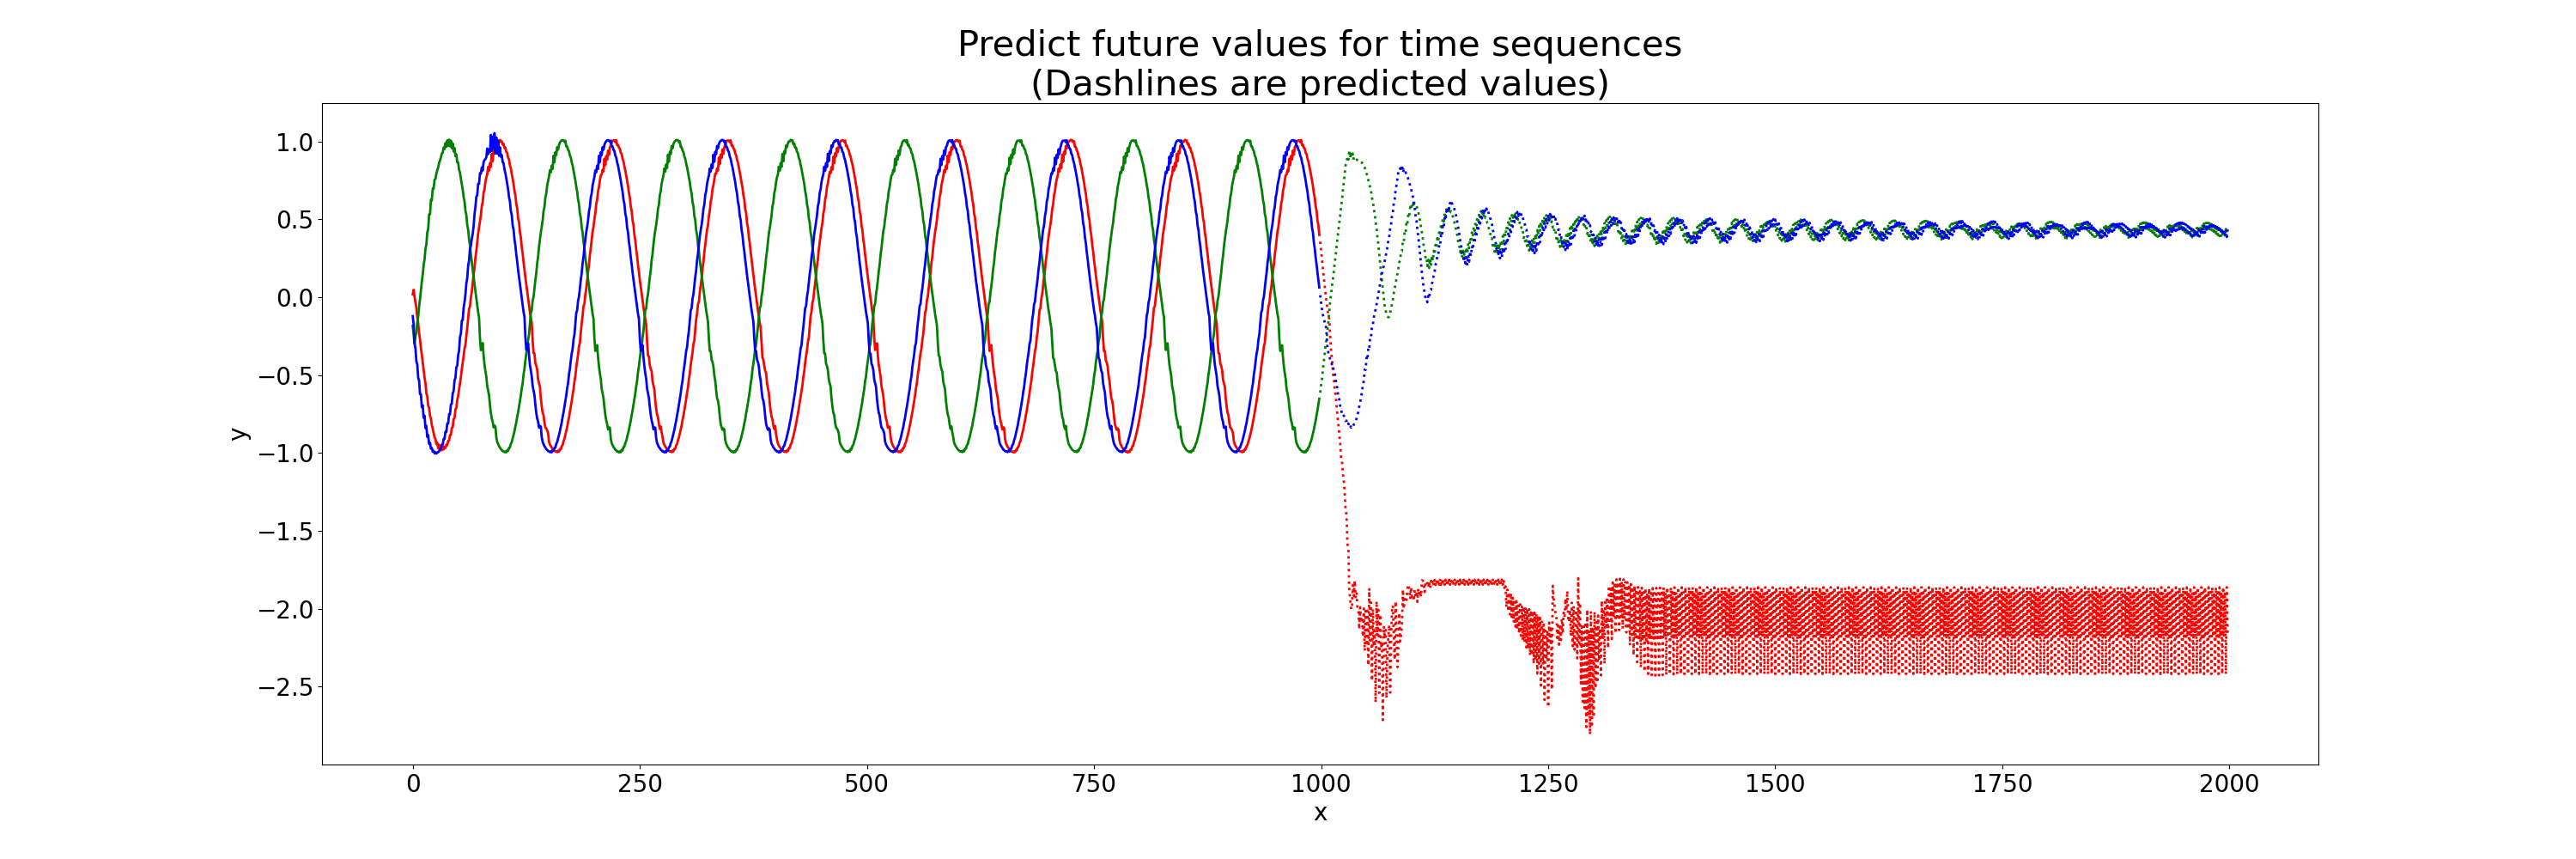 Predict future values for time sequences
(Dashlines are predicted values)
1.0
0.5
0.0
−0.5
−1.0
−1.5
−2.0
−2.5
y
0 250 500 750 1000 1250 1500 1750 2000
x